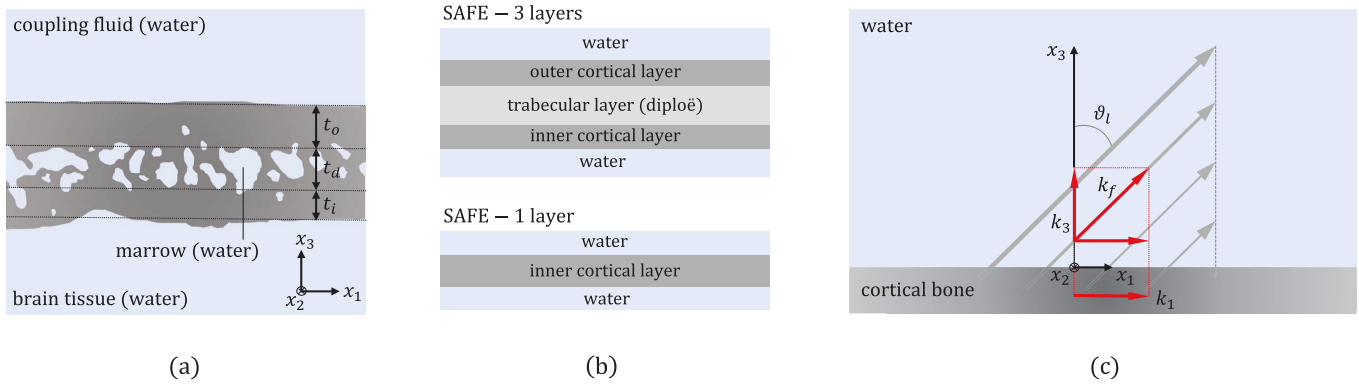 coupling fluid (water)
t_o
t_d
t_i
marrow (water)
brain tissue (water)
x_3
x_2
x_1
(a)
SAFE − 3 layers
water
outer cortical layer
trabecular layer (diploë)
inner cortical layer
water
SAFE − 1 layer
water
inner cortical layer
water
(b)
water
x_3
ϑ_l
k_f
k_3
x_2
x_1
cortical bone
k_1
(c)